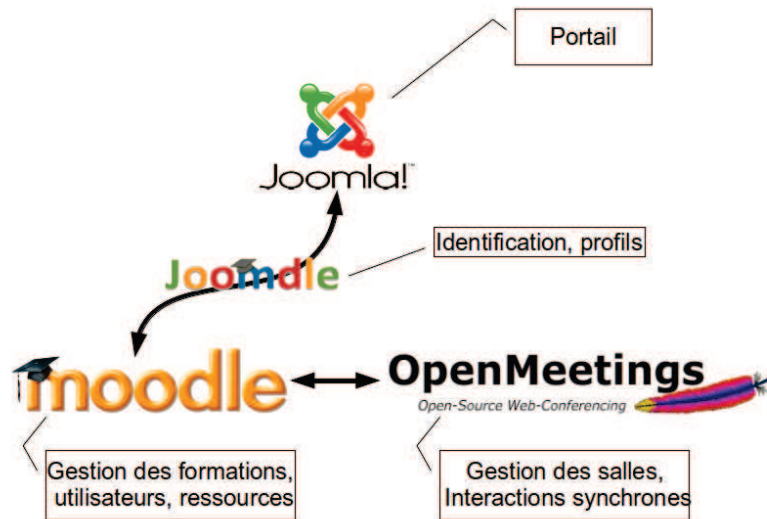 Portail
Joomla!™
Joomdle
Identification, profils
moodle
OpenMeetings
Open-Source Web-Conferencing
Gestion des formations,
utilisateurs, ressources
Gestion des salles,
Interactions synchrones